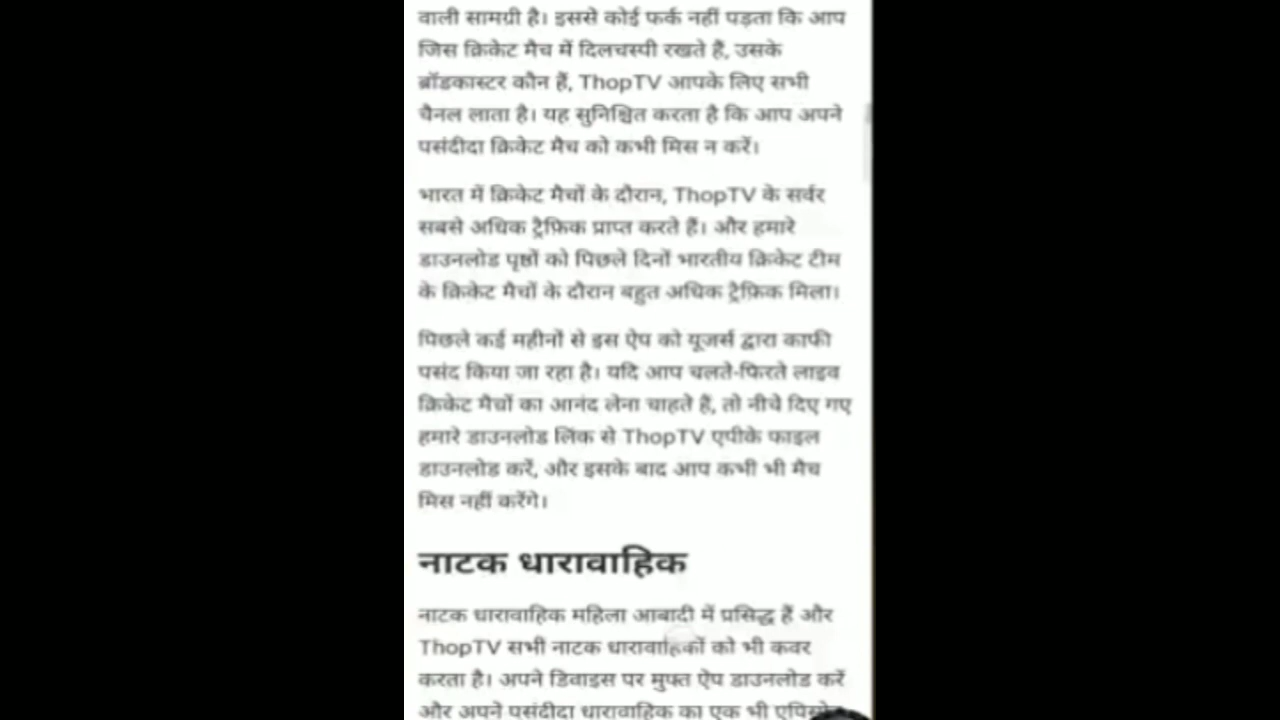 वाली सामग्री है। इससे कोई फर्क नहीं पड़ता कि आप
जिस क्रिकेट मैच में दिलचस्पी रखते हैं, उसके
ब्रॉडकास्टर कौन हैं, ThopTV आपके लिए सभी
चैनल लाता है। यह सुनिश्चित करता है कि आप अपने
पसंदीदा क्रिकेट मैच को कभी मिस न करें।
भारत में क्रिकेट मैचों के दौरान, ThopTV के सर्वर
सबसे अधिक ट्रैफ़िक प्राप्त करते हैं। और हमारे
डाउनलोड पृष्ठों को पिछले दिनों भारतीय क्रिकेट टीम
के क्रिकेट मैचों के दौरान बहुत अधिक ट्रैफ़िक मिला।
पिछले कई महीनों से इस ऐप को यूजर्स द्वारा काफी
पसंद किया जा रहा है। यदि आप चलते-फिरते लाइव
क्रिकेट मैचों का आनंद लेना चाहते हैं, तो नीचे दिए गए
हमारे डाउनलोड लिंक से ThopTV एपीके फाइल
डाउनलोड करें, और इसके बाद आप कभी भी मैच
मिस नहीं करेंगे।
नाटक धारावाहिक
नाटक धारावाहिक महिला आबादी में प्रसिद्ध हैं और
ThopTV सभी नाटक धारावाहिकों को भी कवर
करता है। अपने डिवाइस पर मुफ्त ऐप डाउनलोड करें
और अपने पसंदीदा धारावाहिक का एक भी